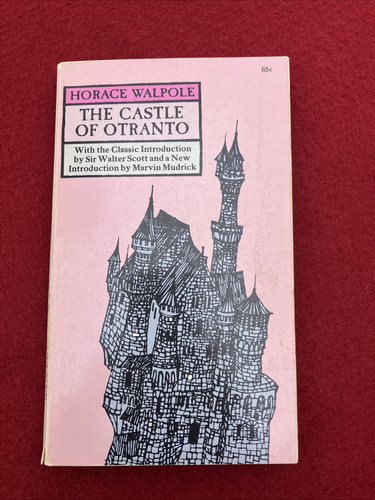 65¢
HORACE WALPOLE
THE CASTLE
OF OTRANTO
With the Classic Introduction
by Sir Walter Scott and a New
Introduction by Marvin Mudrick